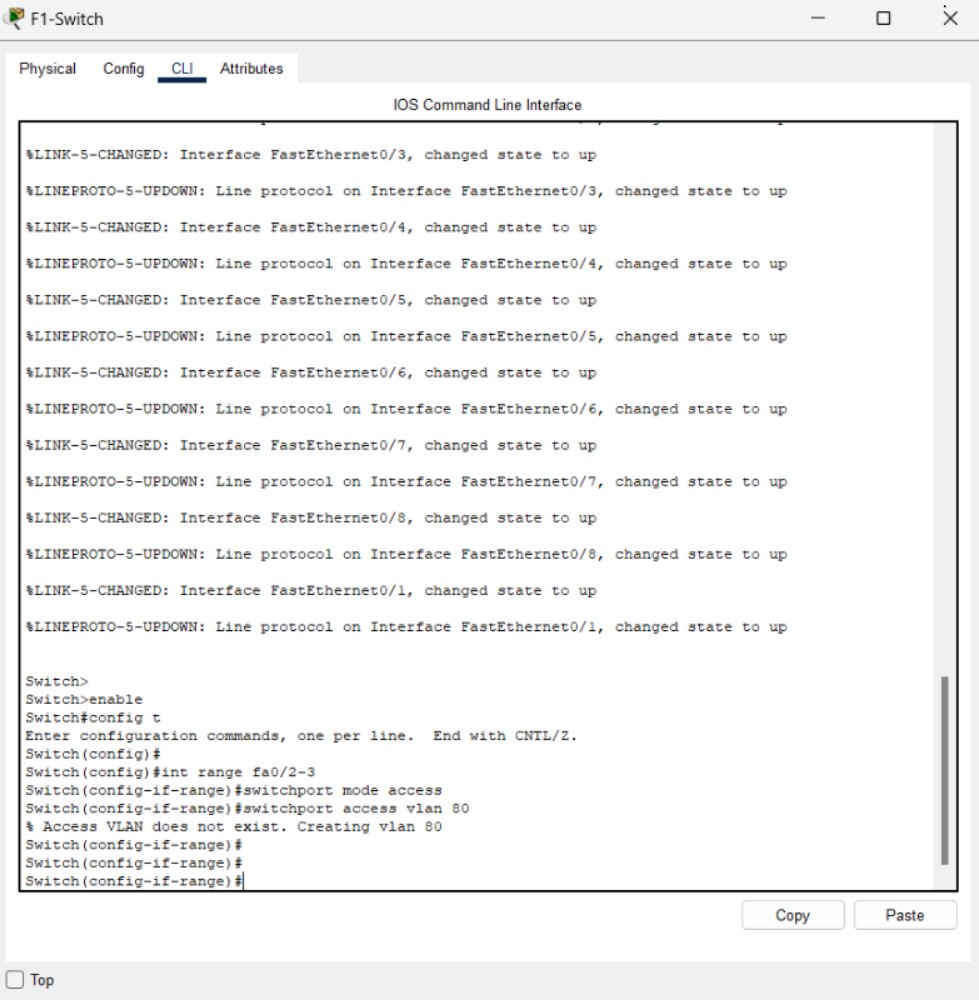 F1-Switch
Physical Config CLI Attributes
IOS Command Line Interface
%LINK-5-CHANGED: Interface FastEthernet0/3, changed state to up
%LINEPROTO-5-UPDOWN: Line protocol on Interface FastEthernet0/3, changed state to up
%LINK-5-CHANGED: Interface FastEthernet0/4, changed state to up
%LINEPROTO-5-UPDOWN: Line protocol on Interface FastEthernet0/4, changed state to up
%LINK-5-CHANGED: Interface FastEthernet0/5, changed state to up
%LINEPROTO-5-UPDOWN: Line protocol on Interface FastEthernet0/5, changed state to up
%LINK-5-CHANGED: Interface FastEthernet0/6, changed state to up
%LINEPROTO-5-UPDOWN: Line protocol on Interface FastEthernet0/6, changed state to up
%LINK-5-CHANGED: Interface FastEthernet0/7, changed state to up
%LINEPROTO-5-UPDOWN: Line protocol on Interface FastEthernet0/7, changed state to up
%LINK-5-CHANGED: Interface FastEthernet0/8, changed state to up
%LINEPROTO-5-UPDOWN: Line protocol on Interface FastEthernet0/8, changed state to up
%LINK-5-CHANGED: Interface FastEthernet0/1, changed state to up
%LINEPROTO-5-UPDOWN: Line protocol on Interface FastEthernet0/1, changed state to up
Switch>
Switch>enable
Switch#config t
Enter configuration commands, one per line.  End with CNTL/Z.
Switch(config)#
Switch(config)#int range fa0/2-3
Switch(config-if-range)#switchport mode access
Switch(config-if-range)#switchport access vlan 80
% Access VLAN does not exist. Creating vlan 80
Switch(config-if-range)#
Switch(config-if-range)#
Switch(config-if-range)#
Copy Paste
Top